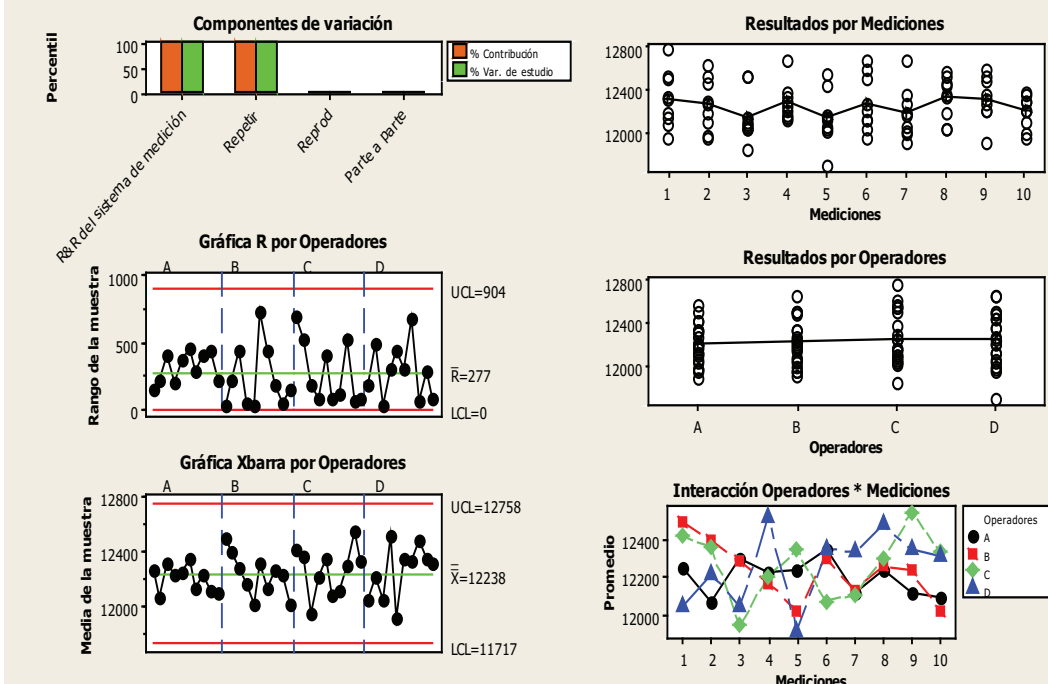 Componentes de variación
Percentil
100
50
0
% Contribución
% Var. de estudio
R&R del sistema de medición
Repetir
Reprod
Parte a parte
Gráfica R por Operadores
Rango de la muestra
1000
500
0
A B C D
UCL=904
R=277
LCL=0
Gráfica Xbarra por Operadores
Media de la muestra
12800
12400
12000
A B C D
UCL=12758
X=12238
LCL=11717
Resultados por Mediciones
12800
12400
12000
1 2 3 4 5 6 7 8 9 10
Mediciones
Resultados por Operadores
12800
12400
12000
A B C D
Operadores
Interacción Operadores * Mediciones
Promedio
12400
12200
12000
1 2 3 4 5 6 7 8 9 10
Mediciones
Operadores
A
B
C
D